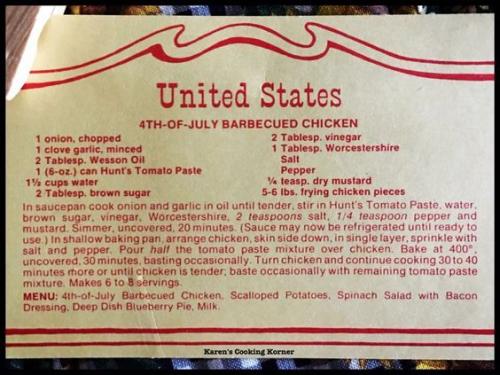 United States
4TH-OF-JULY BARBECUED CHICKEN
1 onion, chopped
1 clove garlic, minced
2 Tablesp. Wesson Oil
1 (6-oz.) can Hunt's Tomato Paste
1½ cups water
2 Tablesp. brown sugar
2 Tablesp. vinegar
1 Tablesp. Worcestershire
Salt
Pepper
¼ teasp. dry mustard
5-6 lbs. frying chicken pieces
In saucepan cook onion and garlic in oil until tender, stir in Hunt's Tomato Paste, water,
brown sugar, vinegar, Worcestershire, 2 teaspoons salt, 1/4 teaspoon pepper and
mustard. Simmer, uncovered, 20 minutes. (Sauce may now be refrigerated until ready to
use.) In shallow baking pan, arrange chicken, skin side down, in single layer, sprinkle with
salt and pepper. Pour half the tomato paste mixture over chicken. Bake at 400°,
uncovered, 30 minutes, basting occasionally. Turn chicken and continue cooking 30 to 40
minutes more or until chicken is tender; baste occasionally with remaining tomato paste
mixture. Makes 6 to 8 servings.
MENU: 4th-of-July Barbecued Chicken, Scalloped Potatoes, Spinach Salad with Bacon
Dressing, Deep Dish Blueberry Pie, Milk.
Karen's Cooking Korner